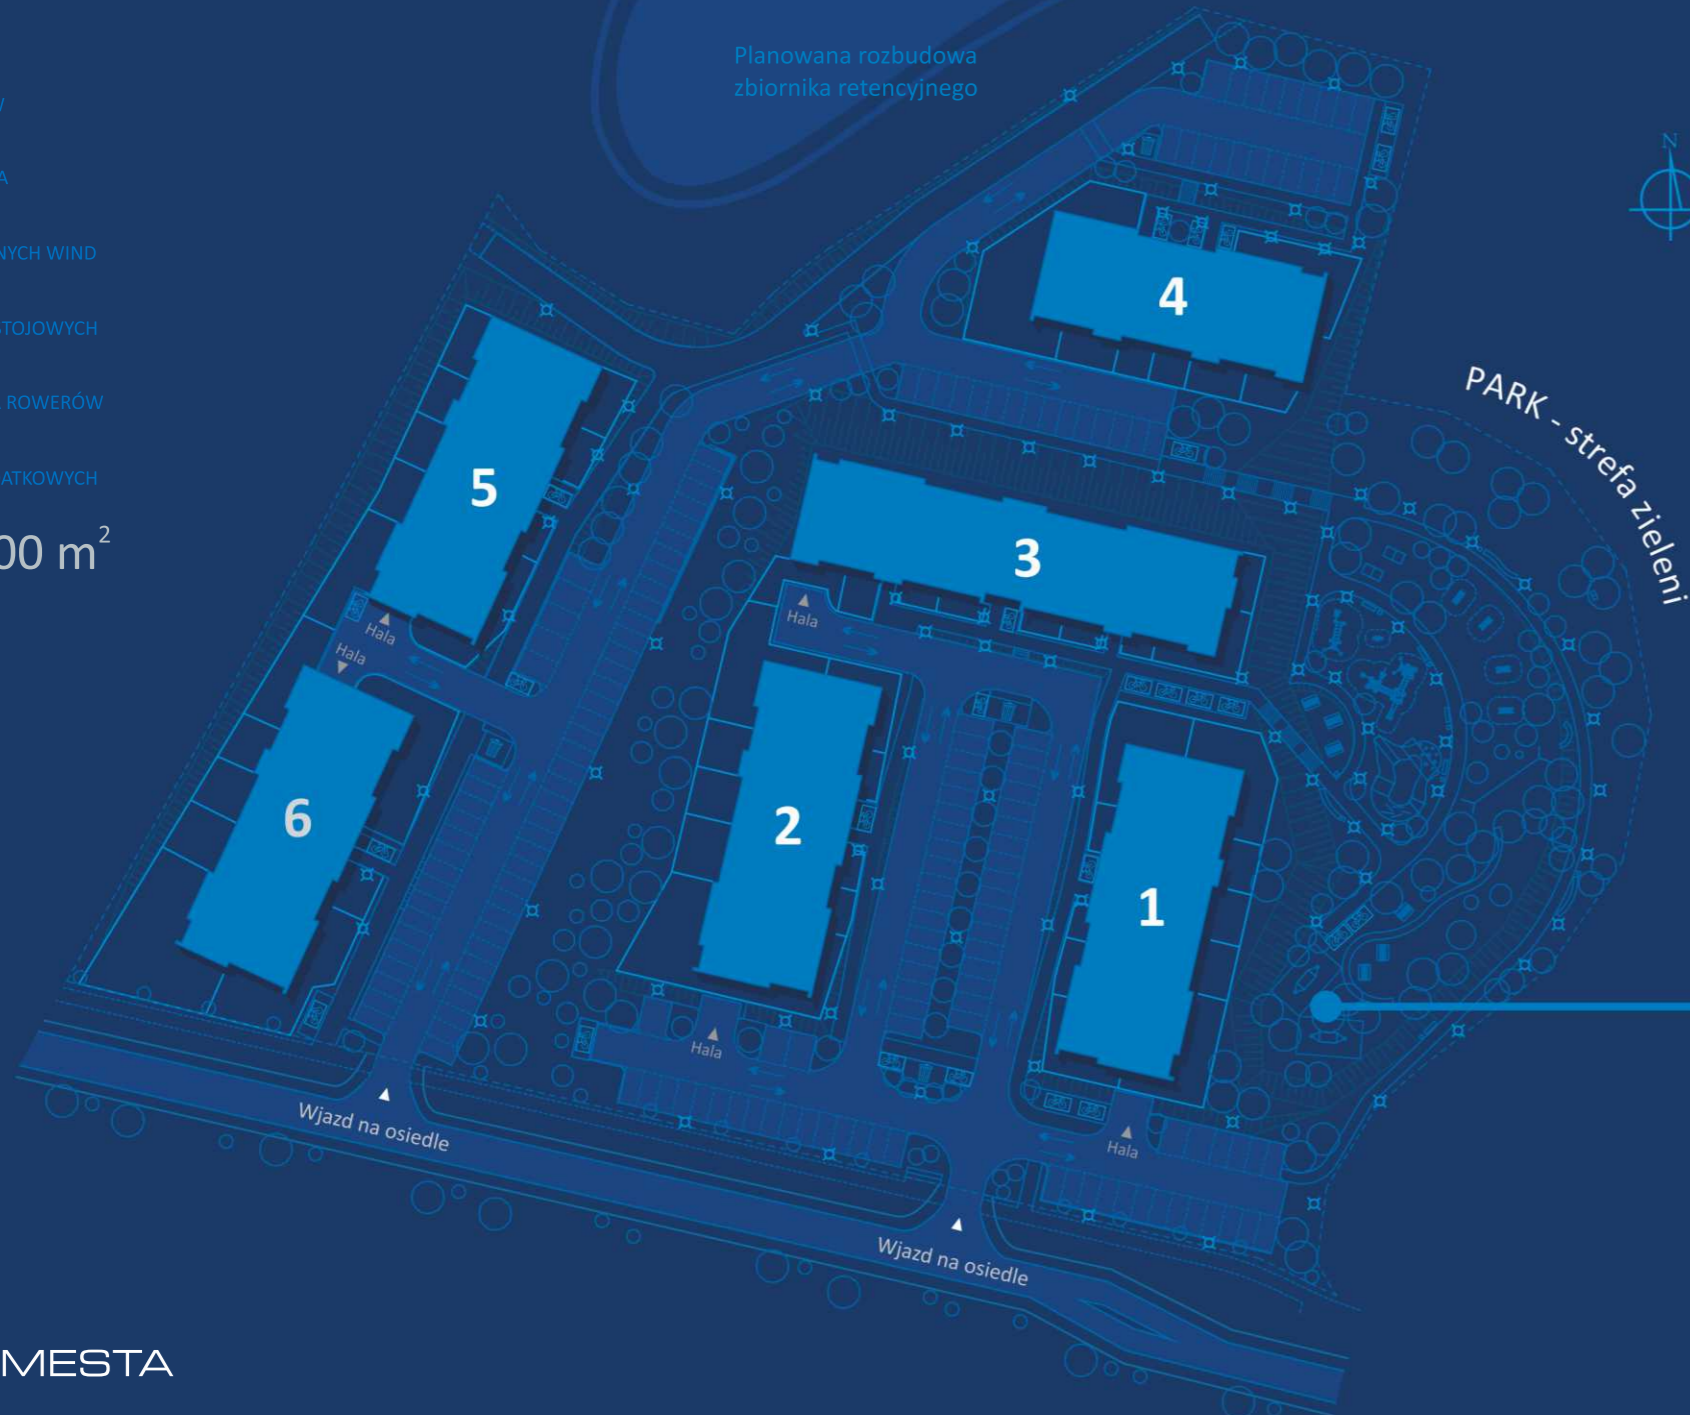 Planowana rozbudowa
zbiornika retencyjnego
N
NYCH WIND
STOJOWYCH
ROWERÓW
ATKOWYCH
00 m²
4
PARK - strefa zieleni
5
3
Hala
Hala
Hala
6
2
1
Hala
Hala
Wjazd na osiedle
Wjazd na osiedle
MESTA